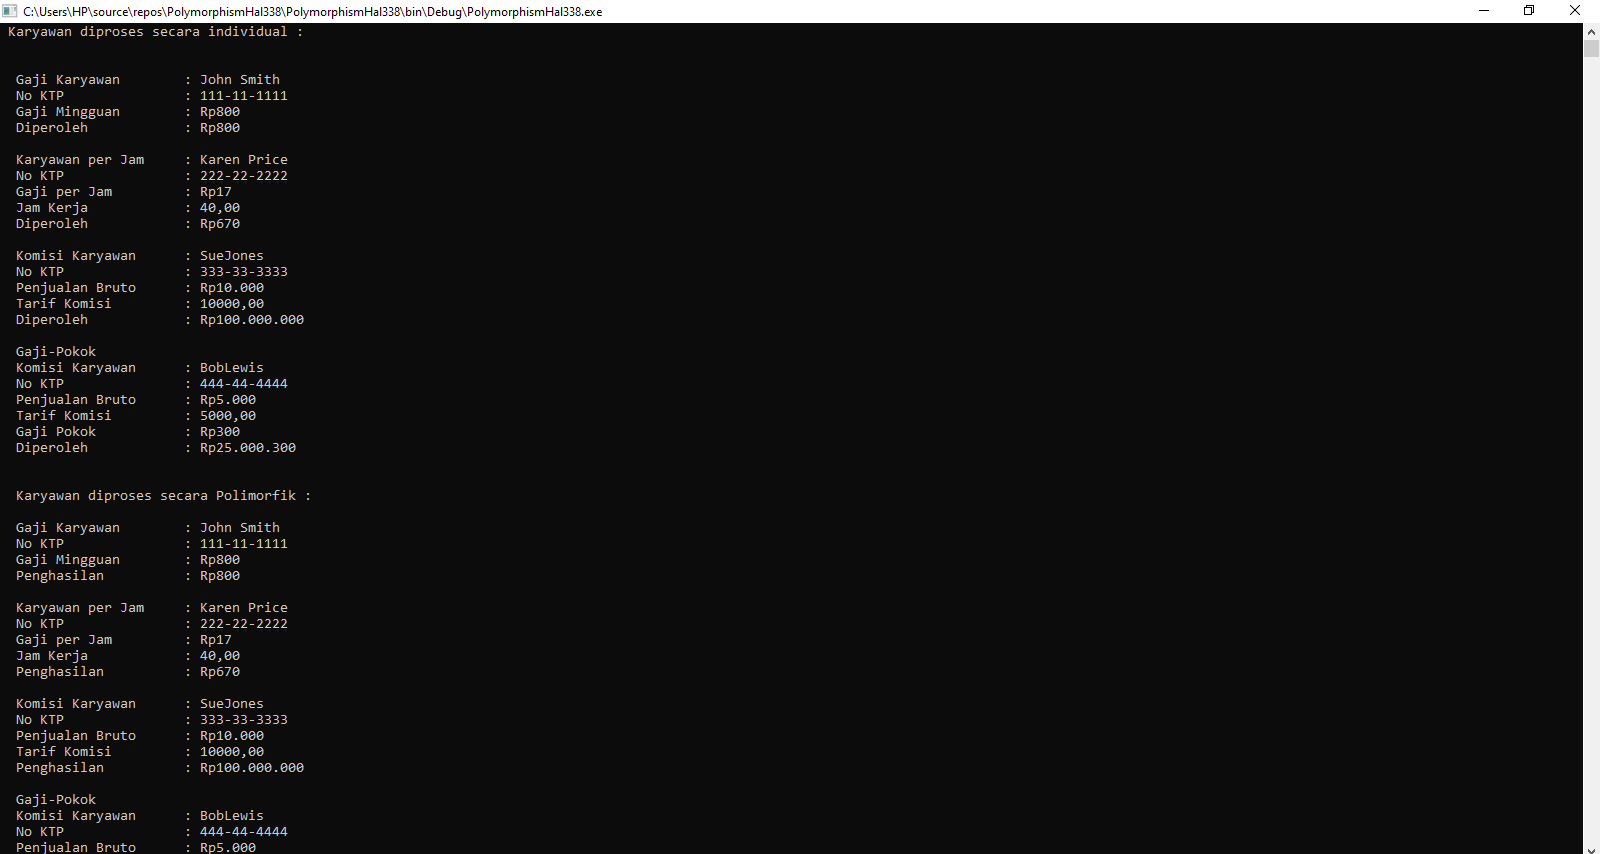 C:\Users\HP\source\repos\PolymorphismHal338\PolymorphismHal338\bin\Debug\PolymorphismHal338.exe
Karyawan diproses secara individual :
Gaji Karyawan : John Smith
No KTP : 111-11-1111
Gaji Mingguan : Rp800
Diperoleh : Rp800
Karyawan per Jam : Karen Price
No KTP : 222-22-2222
Gaji per Jam : Rp17
Jam Kerja : 40,00
Diperoleh : Rp670
Komisi Karyawan : SueJones
No KTP : 333-33-3333
Penjualan Bruto : Rp10.000
Tarif Komisi : 10000,00
Diperoleh : Rp100.000.000
Gaji-Pokok
Komisi Karyawan : BobLewis
No KTP : 444-44-4444
Penjualan Bruto : Rp5.000
Tarif Komisi : 5000,00
Gaji Pokok : Rp300
Diperoleh : Rp25.000.300
Karyawan diproses secara Polimorfik :
Gaji Karyawan : John Smith
No KTP : 111-11-1111
Gaji Mingguan : Rp800
Penghasilan : Rp800
Karyawan per Jam : Karen Price
No KTP : 222-22-2222
Gaji per Jam : Rp17
Jam Kerja : 40,00
Penghasilan : Rp670
Komisi Karyawan : SueJones
No KTP : 333-33-3333
Penjualan Bruto : Rp10.000
Tarif Komisi : 10000,00
Penghasilan : Rp100.000.000
Gaji-Pokok
Komisi Karyawan : BobLewis
No KTP : 444-44-4444
Penjualan Bruto : Rp5.000